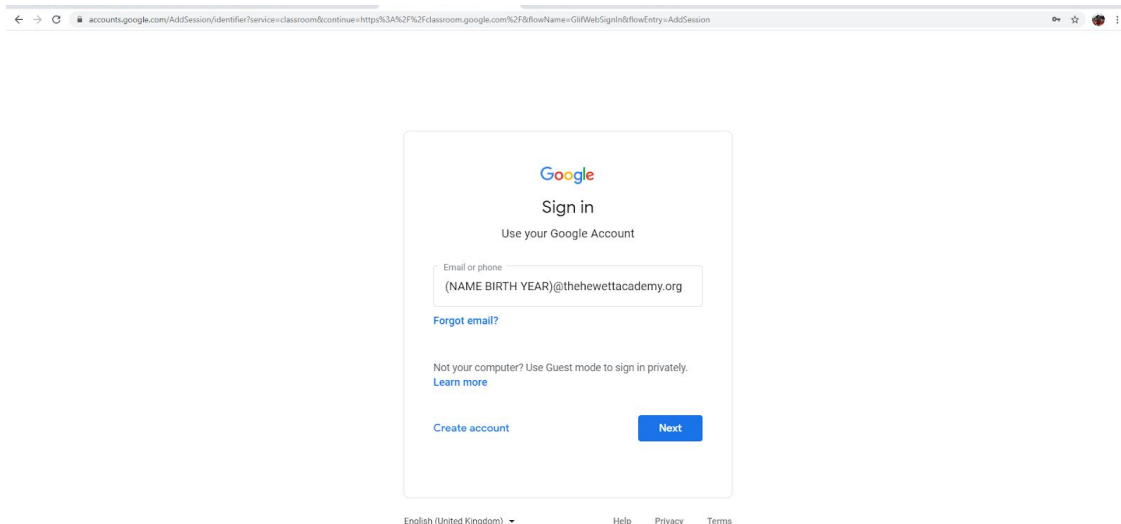 accounts.google.com/AddSession/identifier?service=classroom&continue=https%3A%2F%2Fclassroom.google.com%2F&flowName=GlifWebSignIn&flowEntry=AddSession
Google
Sign in
Use your Google Account
Email or phone
(NAME BIRTH YEAR)@thehewettacademy.org
Forgot email?
Not your computer? Use Guest mode to sign in privately.
Learn more
Create account
Next
English (United Kingdom)
Help Privacy Terms